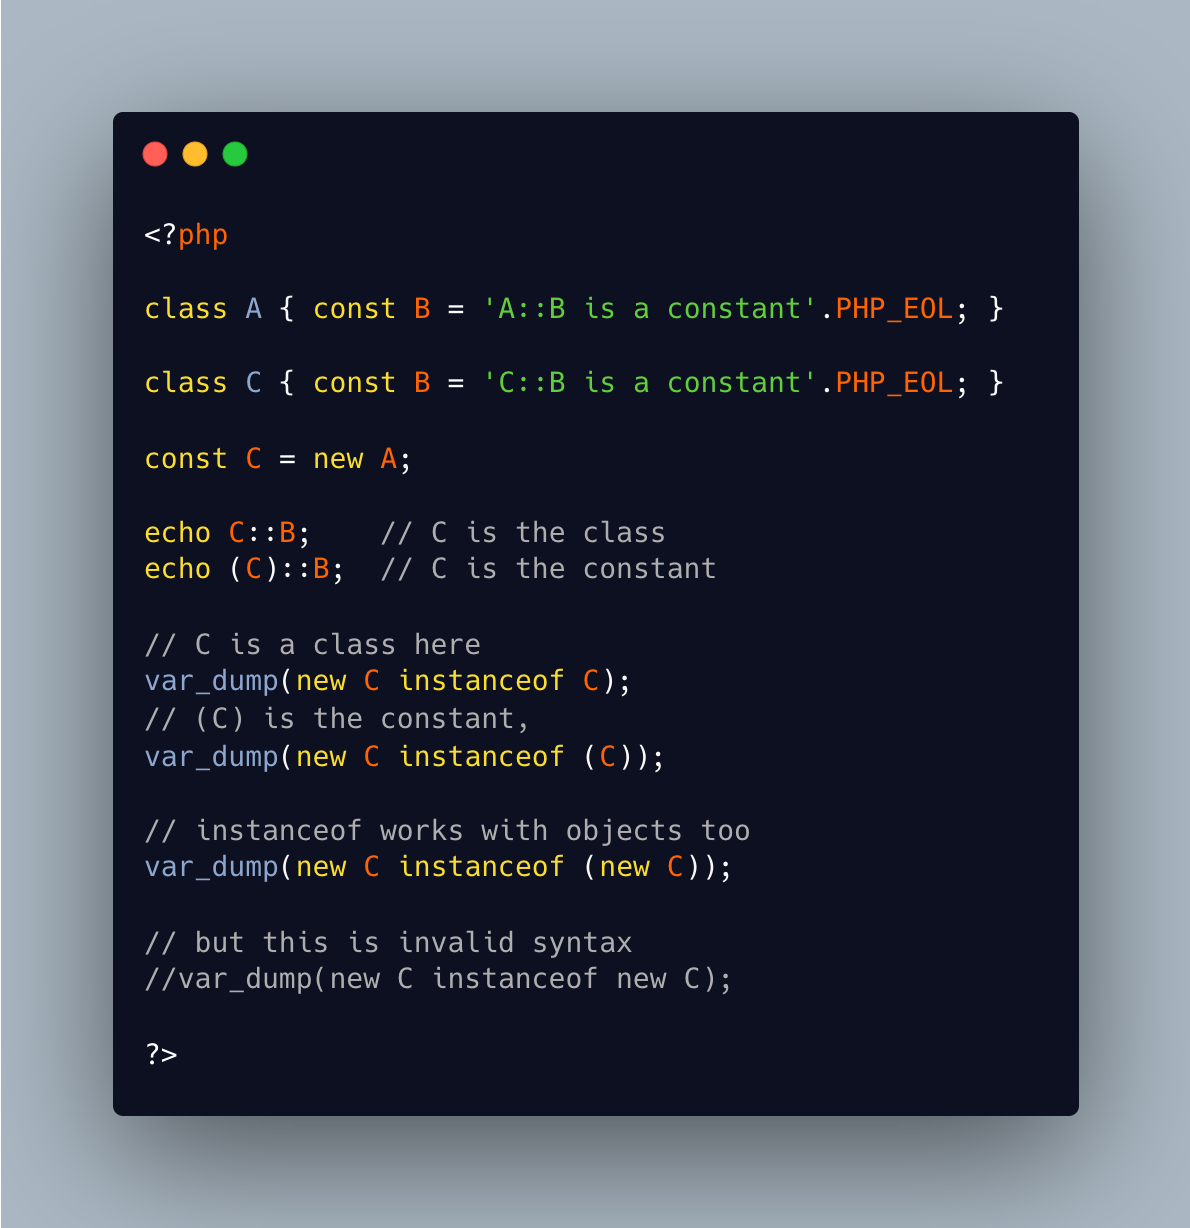 <?php
class A { const B = 'A::B is a constant'.PHP_EOL; }
class C { const B = 'C::B is a constant'.PHP_EOL; }
const C = new A;
echo C::B;    // C is the class
echo (C)::B;  // C is the constant
// C is a class here
var_dump(new C instanceof C);
// (C) is the constant,
var_dump(new C instanceof (C));
// instanceof works with objects too
var_dump(new C instanceof (new C));
// but this is invalid syntax
//var_dump(new C instanceof new C);
?>